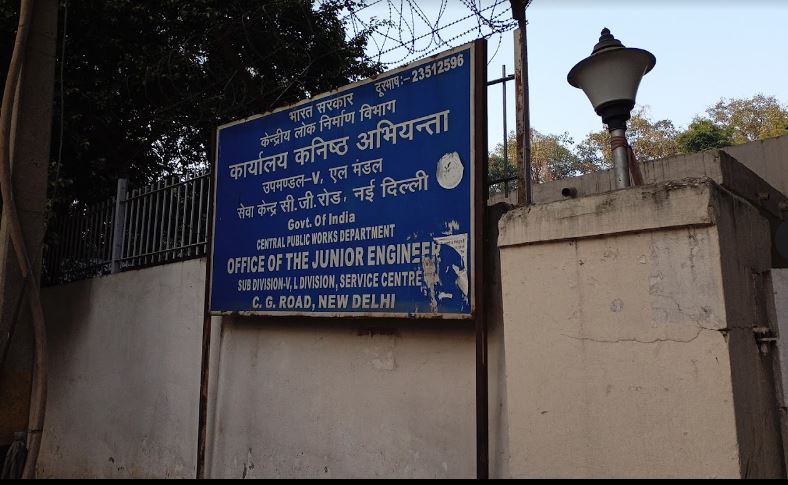 दूरभाष:–23512596
भारत सरकार
केन्द्रीय लोक निर्माण विभाग
कार्यालय कनिष्ठ अभियन्ता
उपमण्डल–V, एल मंडल
सेवा केन्द्र सी.जी.रोड, नई दिल्ली
Govt. Of India
CENTRAL PUBLIC WORKS DEPARTMENT
OFFICE OF THE JUNIOR ENGINEER
SUB DIVISION-V, L DIVISION, SERVICE CENTRE
C. G. ROAD, NEW DELHI